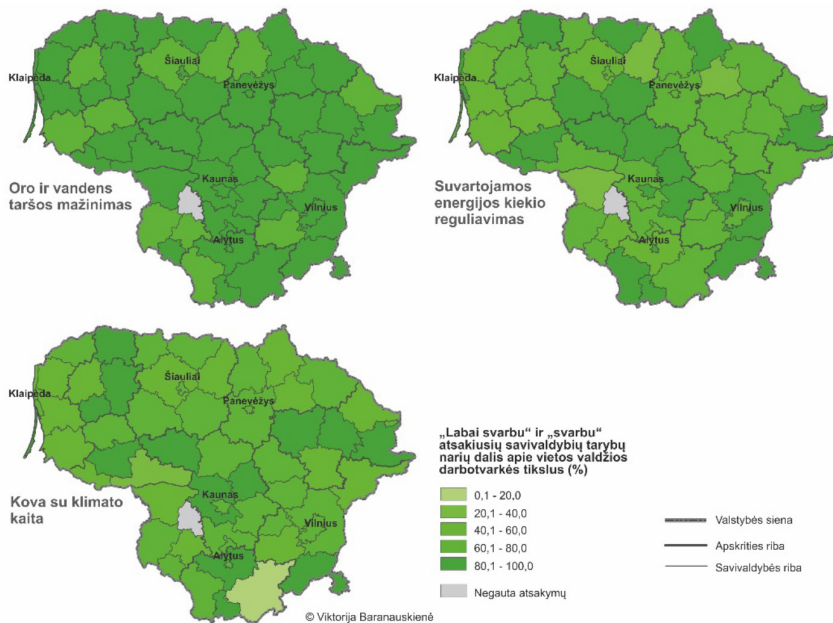 Klaipėda
Šiauliai
Panevėžys
Kaunas
Vilnius
Alytus
Oro ir vandens
taršos mažinimas
Klaipėda
Šiauliai
Panevėžys
Kaunas
Vilnius
Alytus
Suvartojamos
energijos kiekio
reguliavimas
Klaipėda
Šiauliai
Panevėžys
Kaunas
Vilnius
Alytus
Kova su klimato
kaita
„Labai svarbu“ ir „svarbu“
atsakiusių savivaldybių tarybų
narių dalis apie vietos valdžios
darbotvarkės tikslus (%)
0,1 - 20,0
20,1 - 40,0
40,1 - 60,0
60,1 - 80,0
80,1 - 100,0
Negauta atsakymų
Valstybės siena
Apskrities riba
Savivaldybės riba
© Viktorija Baranauskienė